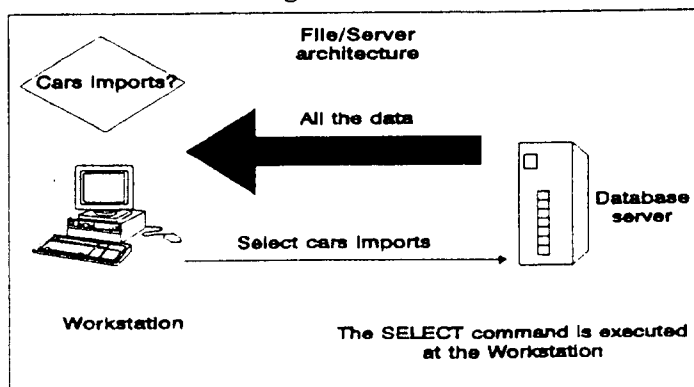 File/Server
architecture
Cars Imports?
All the data
Database
server
Select cars Imports
Workstation
The SELECT command is executed
at the Workstation